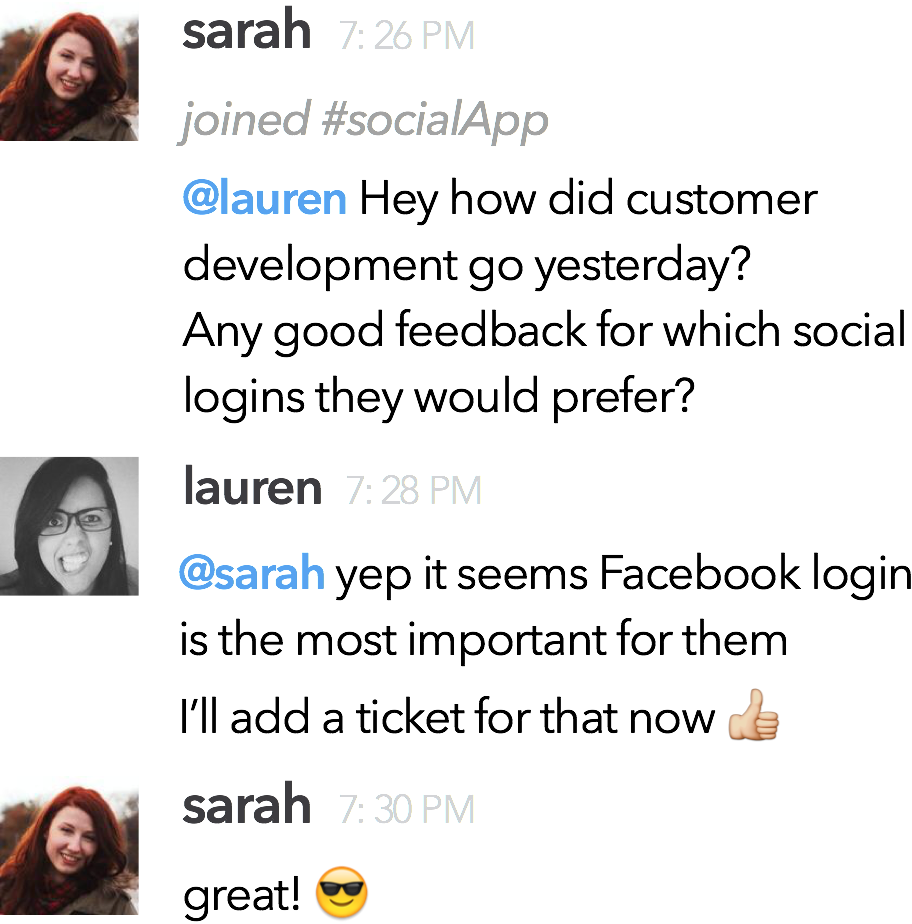 sarah 7:26 PM
joined #socialApp
@lauren Hey how did customer
development go yesterday?
Any good feedback for which social
logins they would prefer?
lauren 7:28 PM
@sarah yep it seems Facebook login
is the most important for them
I’ll add a ticket for that now 👍🏻
sarah 7:30 PM
great! 😎